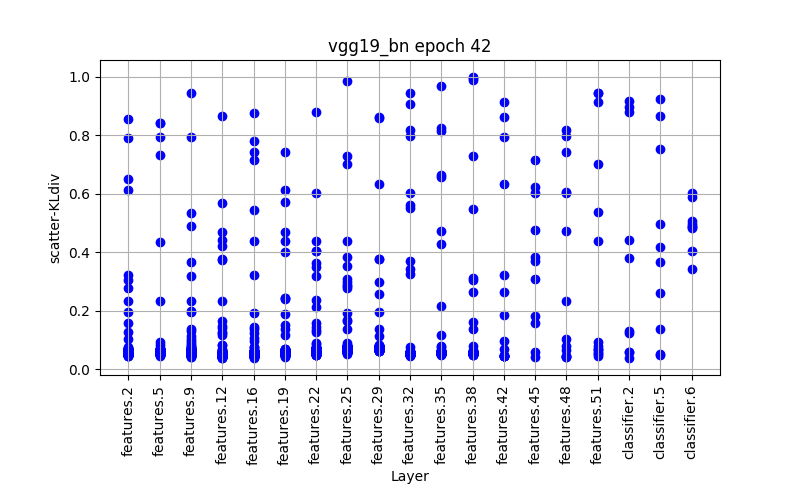 vgg19_bn epoch 42
scatter-KLdiv
1.0
0.8
0.6
0.4
0.2
0.0
features.2
features.5
features.9
features.12
features.16
features.19
features.22
features.25
features.29
features.32
features.35
features.38
features.42
features.45
features.48
features.51
classifier.2
classifier.5
classifier.6
Layer